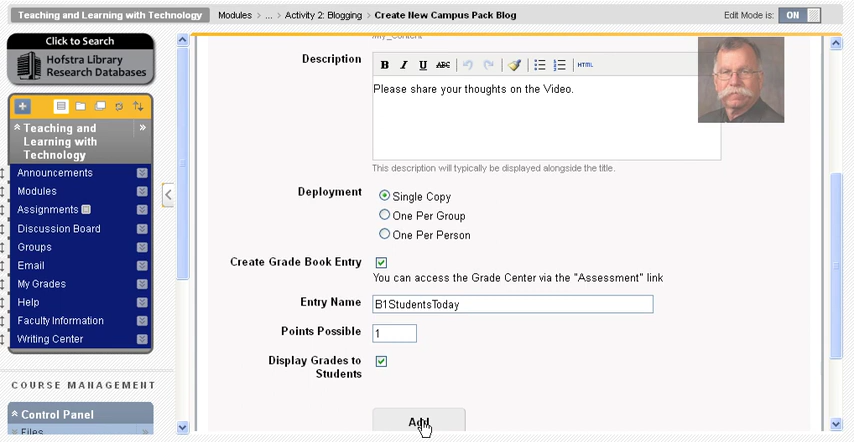 Teaching and Learning with Technology Modules > ... > Activity 2: Blogging > Create New Campus Pack Blog Edit Mode is: ON
Click to Search
Hofstra Library
Research Databases
Teaching and
Learning with
Technology
Announcements
Modules
Assignments
Discussion Board
Groups
Email
My Grades
Help
Faculty Information
Writing Center
COURSE MANAGEMENT
Control Panel
Files
/my_content
Description
B I U ABC HTML
Please share your thoughts on the Video.
This description will typically be displayed alongside the title.
Deployment
Single Copy
One Per Group
One Per Person
Create Grade Book Entry
You can access the Grade Center via the "Assessment" link
Entry Name B1StudentsToday
Points Possible 1
Display Grades to
Students
Add